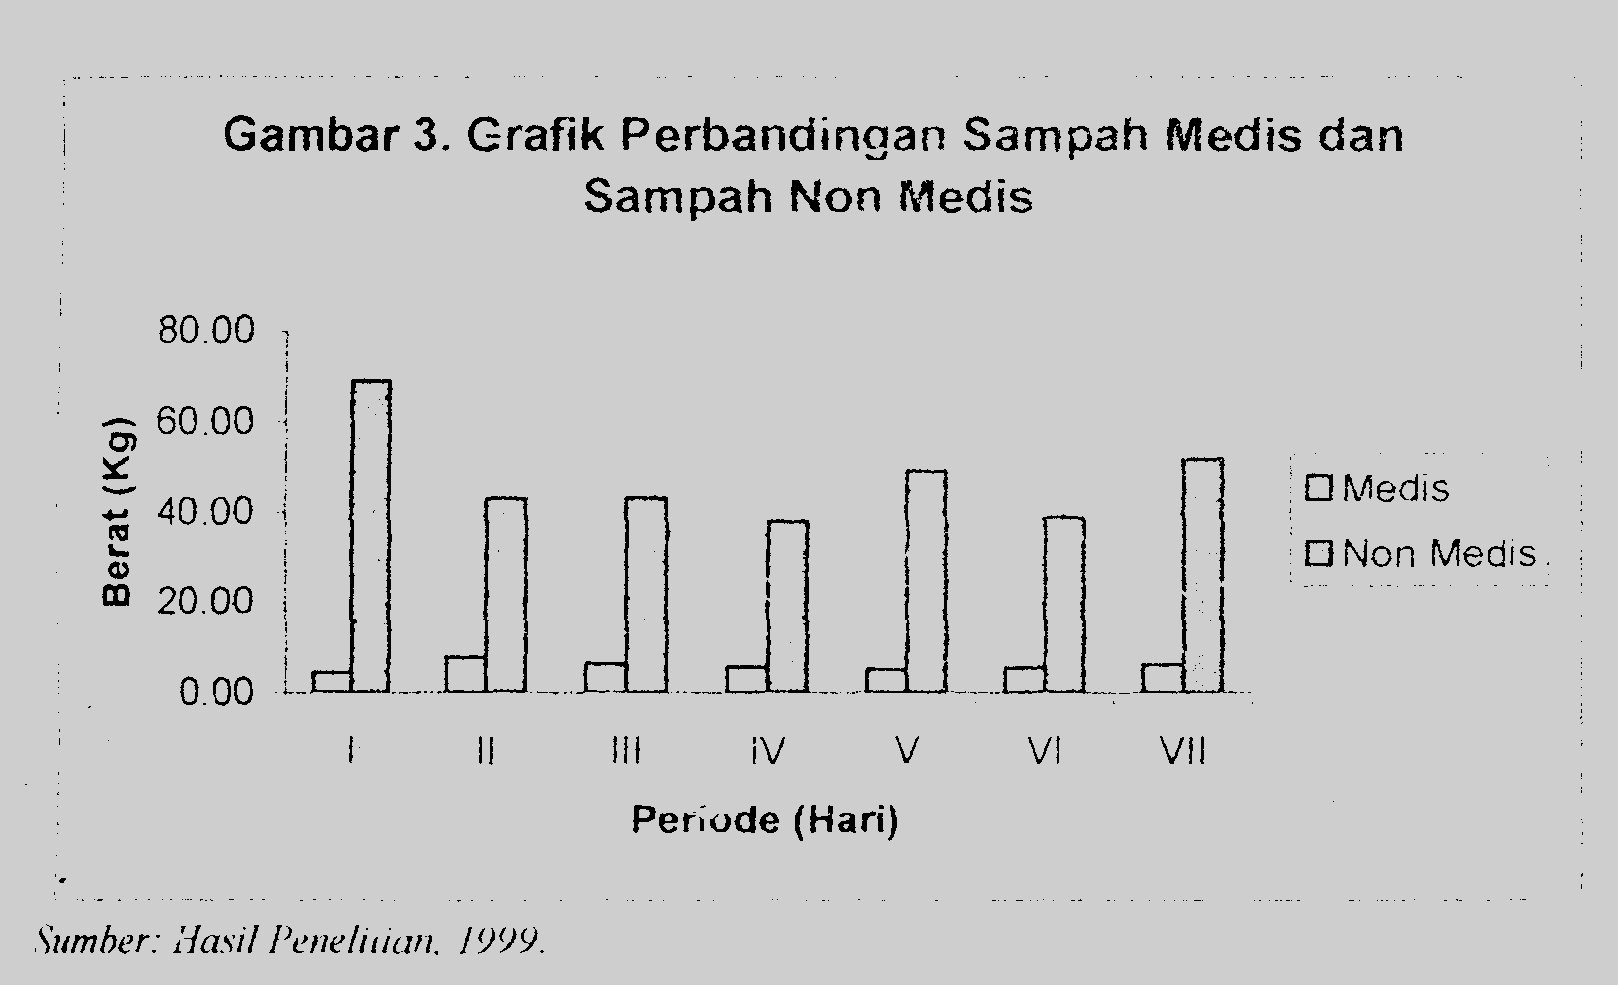 Gambar 3. Grafik Perbandingan Sampah Medis dan
Sampah Non Medis
80.00
60.00
40.00
20.00
0.00
Berat (Kg)
I II III IV V VI VII
Periode (Hari)
Medis
Non Medis
Sumber: Hasil Penelitian, 1999.